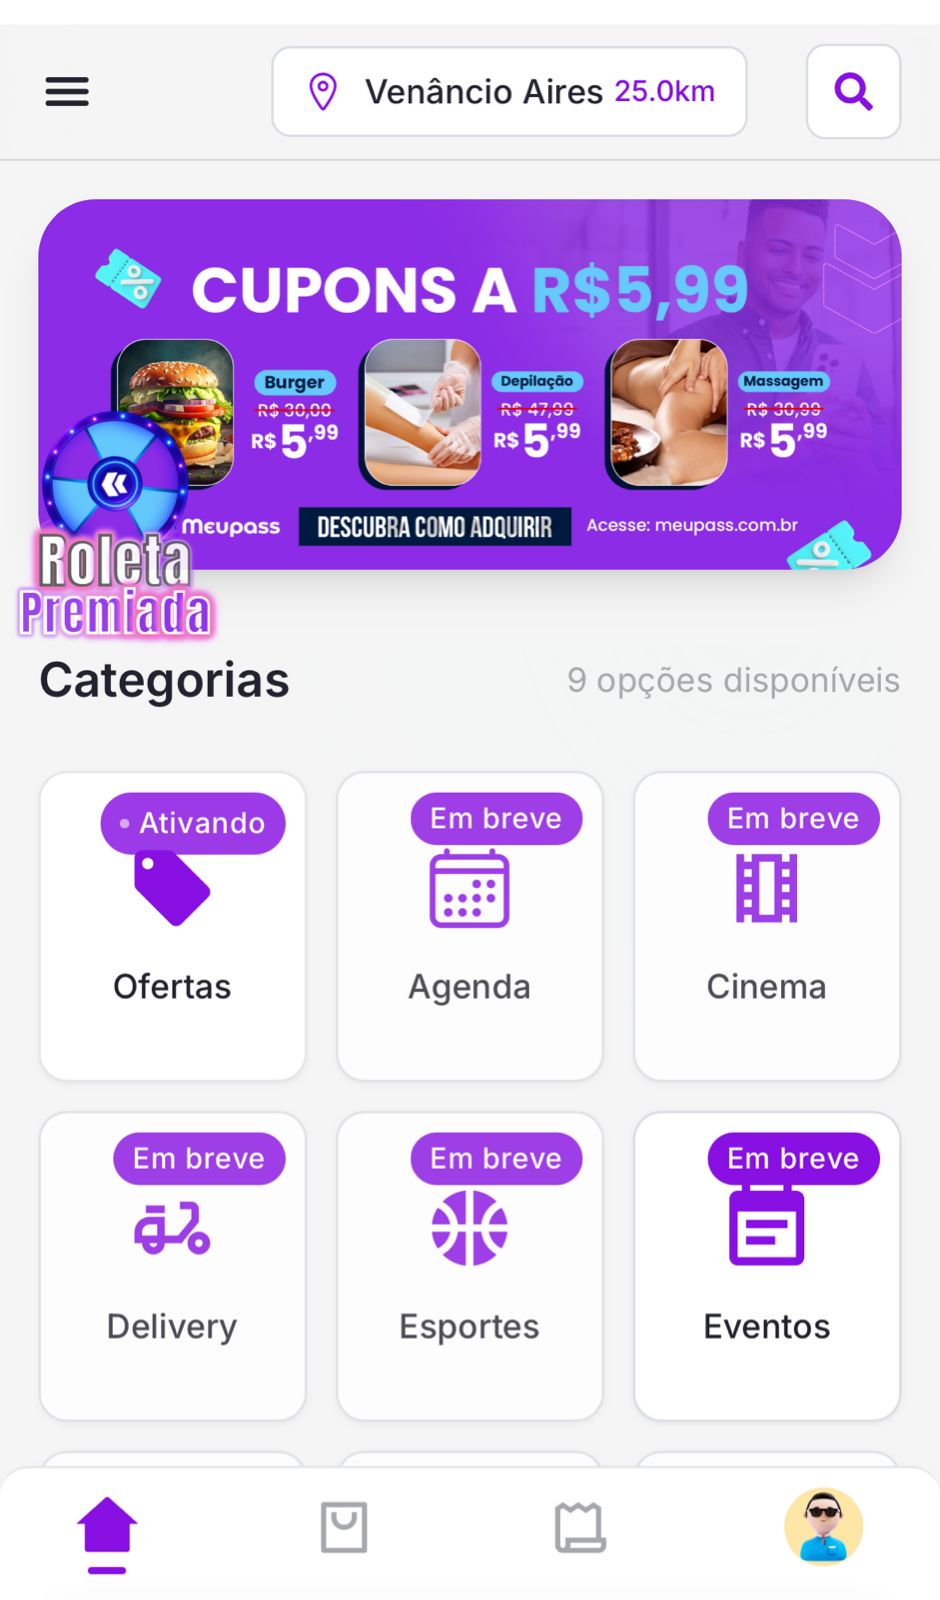 Venâncio Aires 25.0km
CUPONS A R$5,99
Burger
R$ 30,00
R$ 5,99
Depilação
R$ 47,99
R$ 5,99
Massagem
R$ 30,99
R$ 5,99
Meupass
DESCUBRA COMO ADQUIRIR
Acesse: meupass.com.br
Roleta
Premiada
Categorias
9 opções disponíveis
Ativando
Ofertas
Em breve
Agenda
Em breve
Cinema
Em breve
Delivery
Em breve
Esportes
Em breve
Eventos